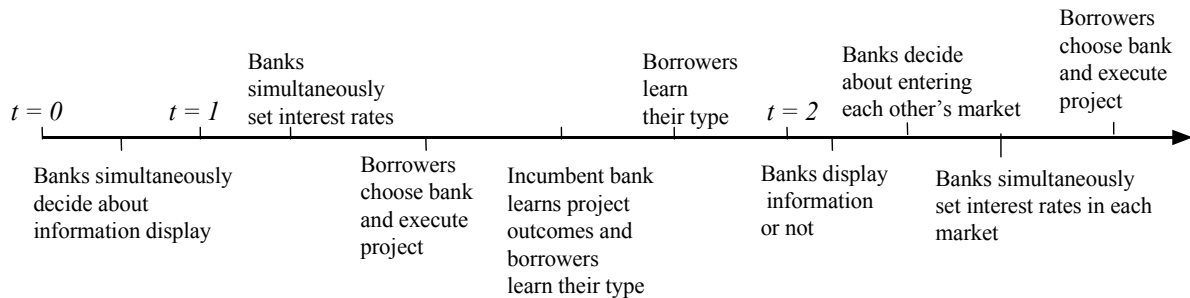 t = 0
Banks simultaneously
decide about
information display
t = 1
Banks
simultaneously
set interest rates
Borrowers
choose bank
and execute
project
Incumbent bank
learns project
outcomes and
borrowers
learn their type
Borrowers
learn
their type
t = 2
Banks display
information
or not
Banks decide
about entering
each other's market
Banks simultaneously
set interest rates in each
market
Borrowers
choose bank
and execute
project